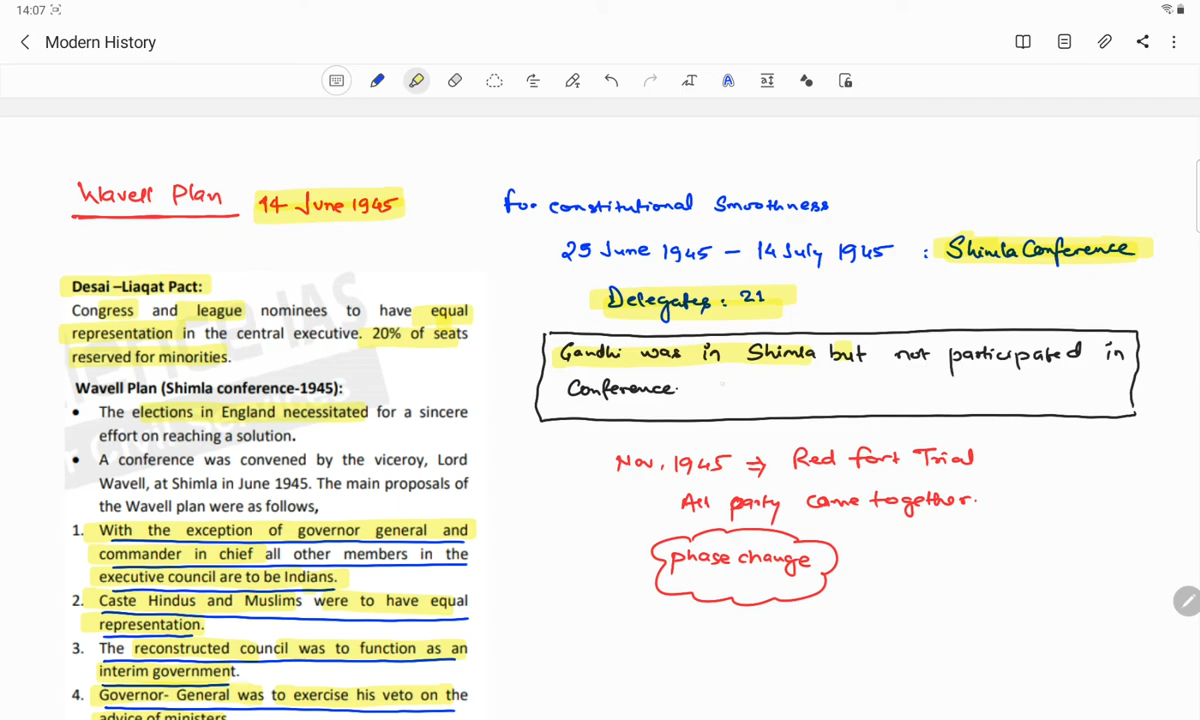 14:07
Modern History
Wavell Plan 14 June 1945
for constitutional Smoothness
25 June 1945 - 14 July 1945 : Shimla Conference
Delegates : 21
Gandhi was in Shimla but not participated in
Conference.
Nov, 1945 ⇒ Red fort Trial
All party came together.
phase change
Desai –Liaqat Pact:
Congress and league nominees to have equal
representation in the central executive. 20% of seats
reserved for minorities.
Wavell Plan (Shimla conference-1945):
• The elections in England necessitated for a sincere
effort on reaching a solution.
• A conference was convened by the viceroy, Lord
Wavell, at Shimla in June 1945. The main proposals of
the Wavell plan were as follows,
1. With the exception of governor general and
commander in chief all other members in the
executive council are to be Indians.
2. Caste Hindus and Muslims were to have equal
representation.
3. The reconstructed council was to function as an
interim government.
4. Governor- General was to exercise his veto on the
advice of ministers